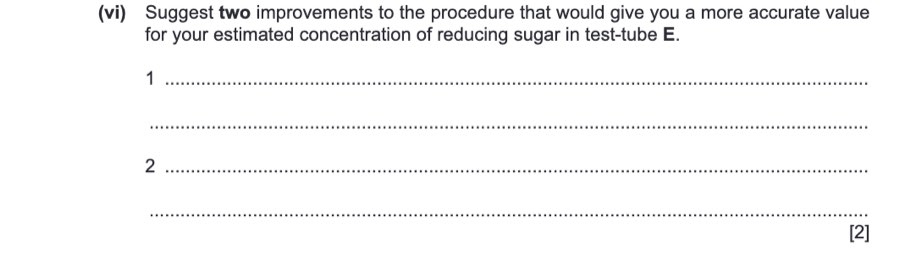 (vi) Suggest two improvements to the procedure that would give you a more accurate value
for your estimated concentration of reducing sugar in test-tube E.
1 ..........................................................................................
..........................................................................................
2 ..........................................................................................
..........................................................................................
[2]